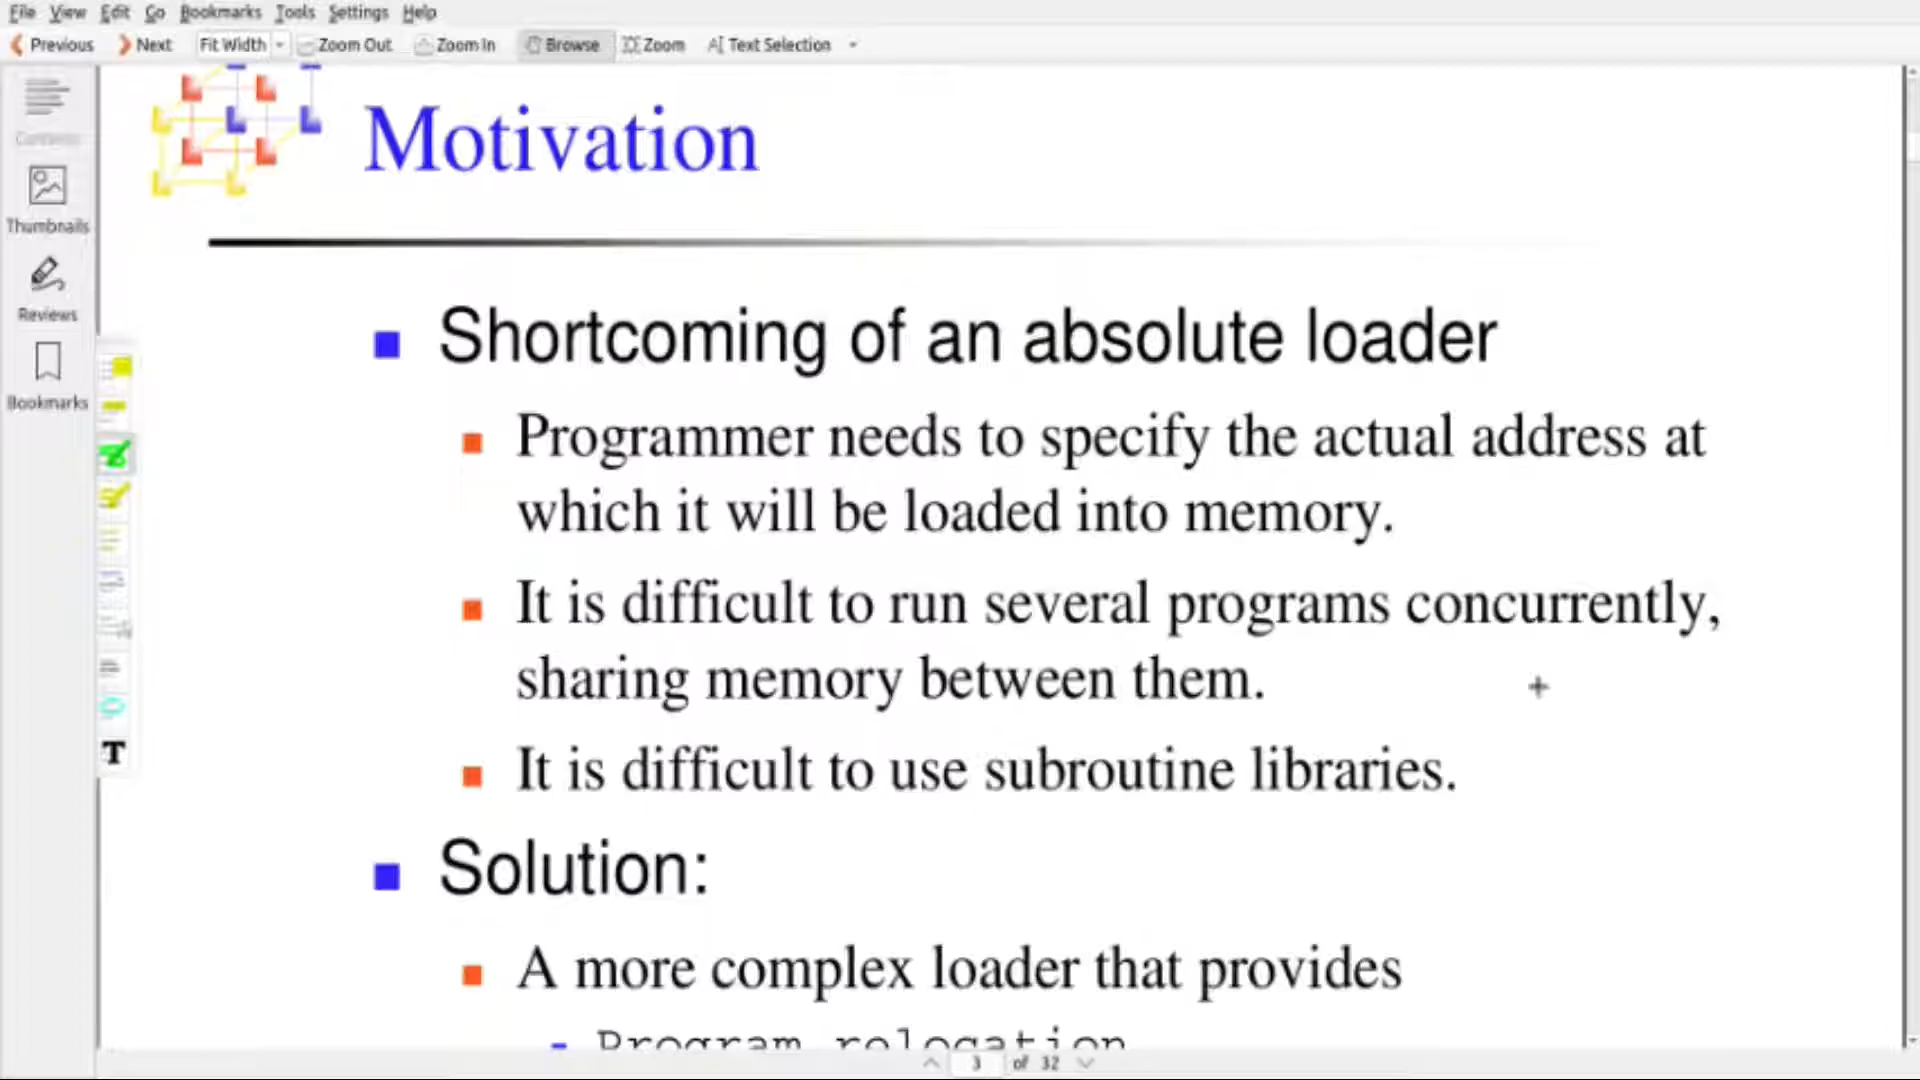 File View Edit Go Bookmarks Tools Settings Help
Previous Next Fit Width Zoom Out Zoom In Browse Zoom Text Selection
Contents
Thumbnails
Reviews
Bookmarks
T
Motivation
Shortcoming of an absolute loader
Programmer needs to specify the actual address at
which it will be loaded into memory.
It is difficult to run several programs concurrently,
sharing memory between them.
It is difficult to use subroutine libraries.
Solution:
A more complex loader that provides
- Program relocation
3 of 32